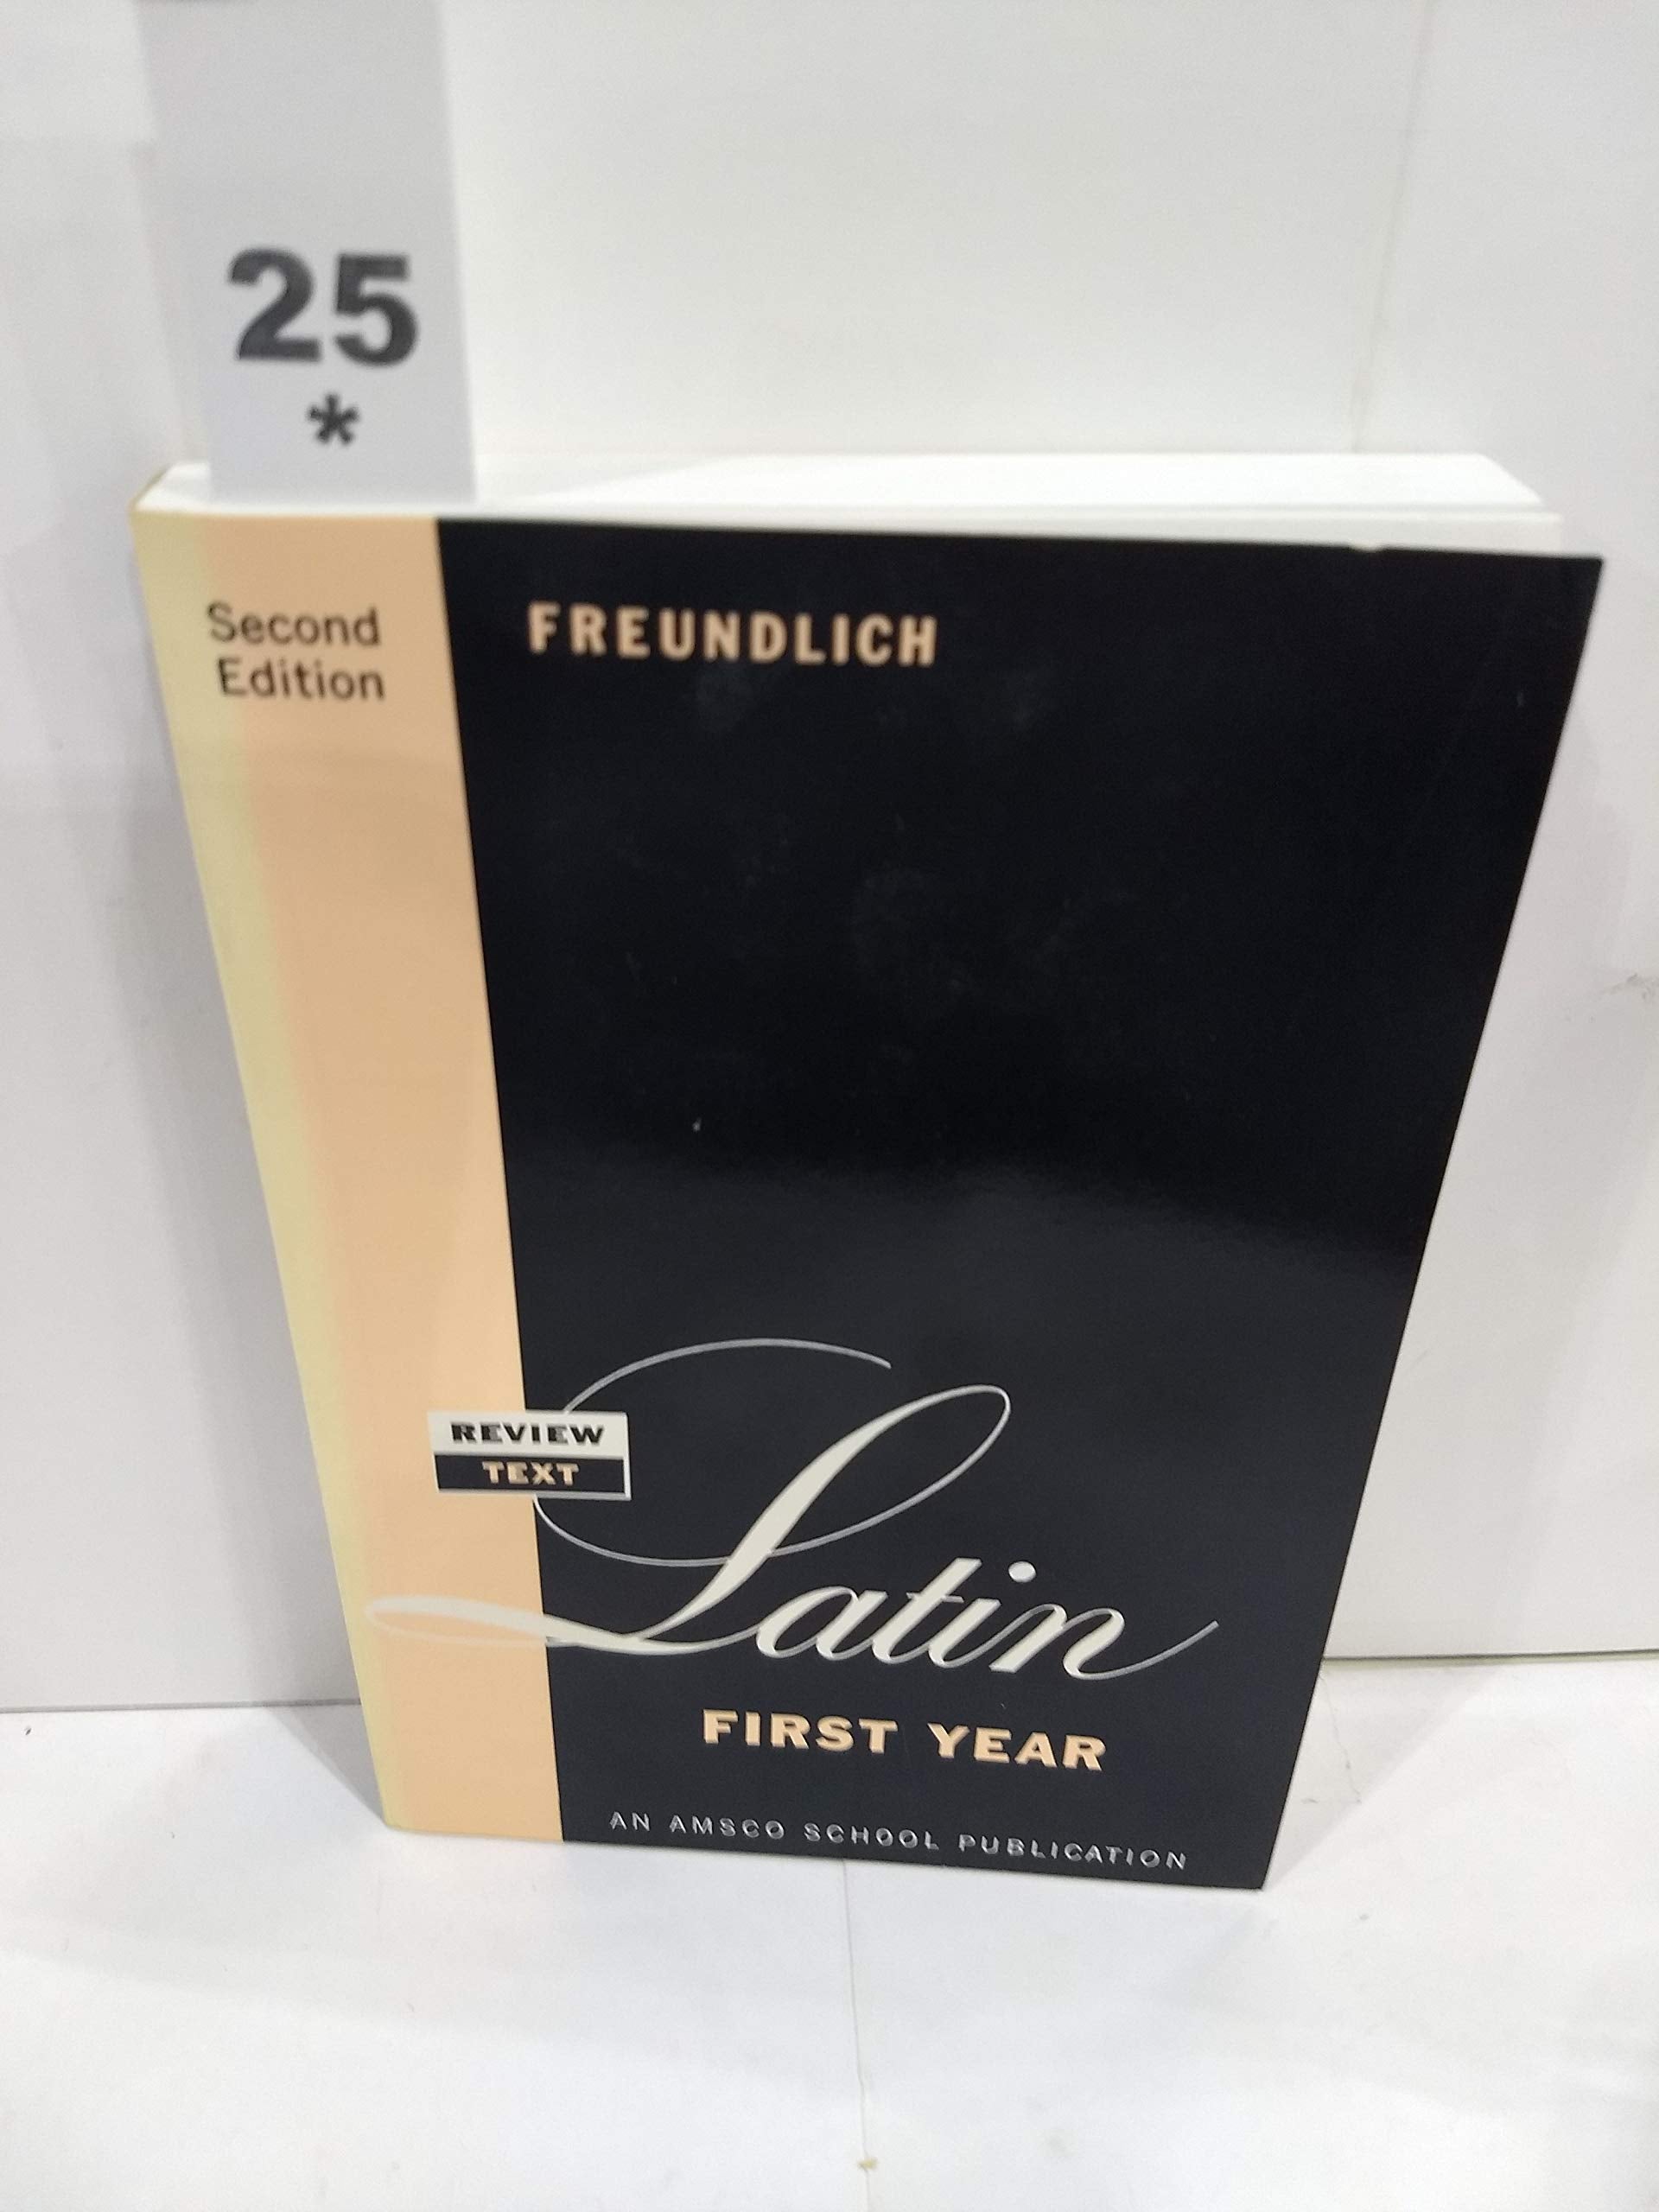 25
*
Second
Edition
FREUNDLICH
REVIEW
TEXT
Latin
FIRST YEAR
AN AMSCO SCHOOL PUBLICATION